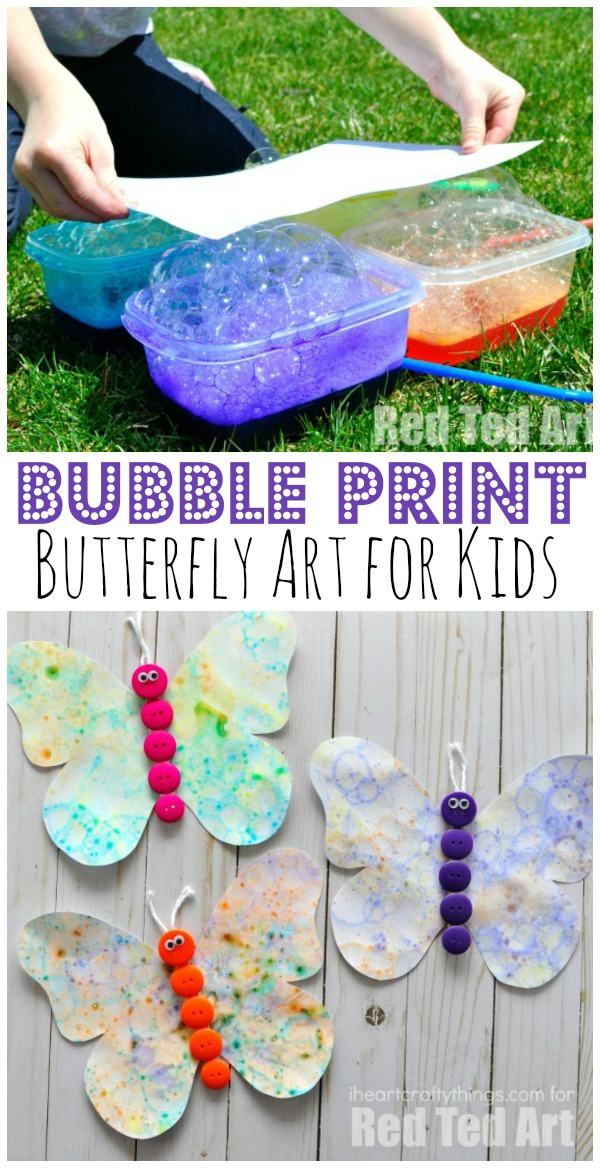 Red Ted Art
BUBBLE PRINT
BUTTERFLY ART FOR KIDS
iheartcraftythings.com for
Red Ted Art